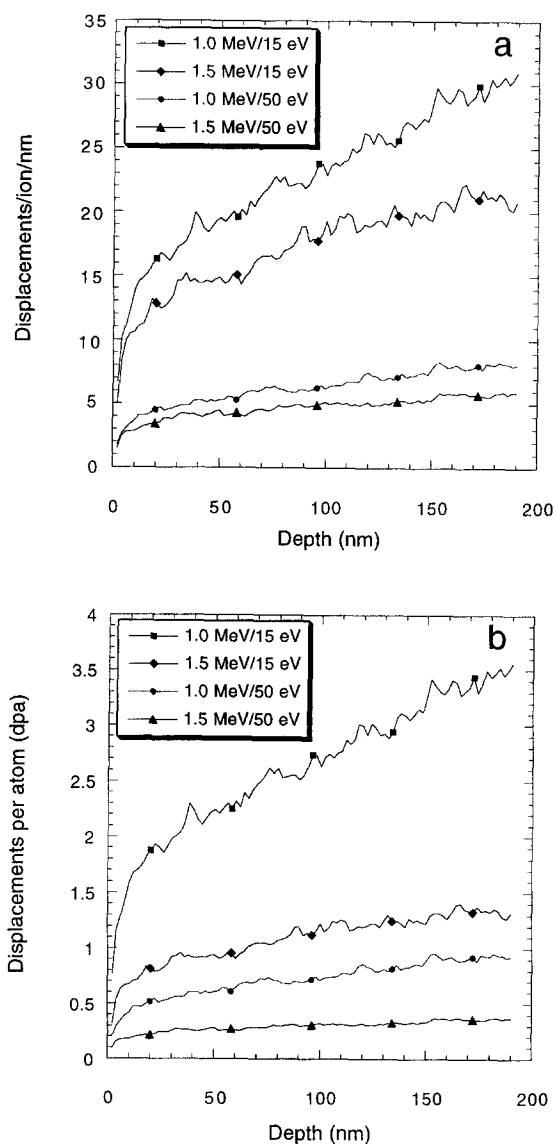 a
1.0 MeV/15 eV
1.5 MeV/15 eV
1.0 MeV/50 eV
1.5 MeV/50 eV
Displacements/ion/nm
35
30
25
20
15
10
5
0
0 50 100 150 200
Depth (nm)
b
1.0 MeV/15 eV
1.5 MeV/15 eV
1.0 MeV/50 eV
1.5 MeV/50 eV
Displacements per atom (dpa)
4
3.5
3
2.5
2
1.5
1
0.5
0
0 50 100 150 200
Depth (nm)